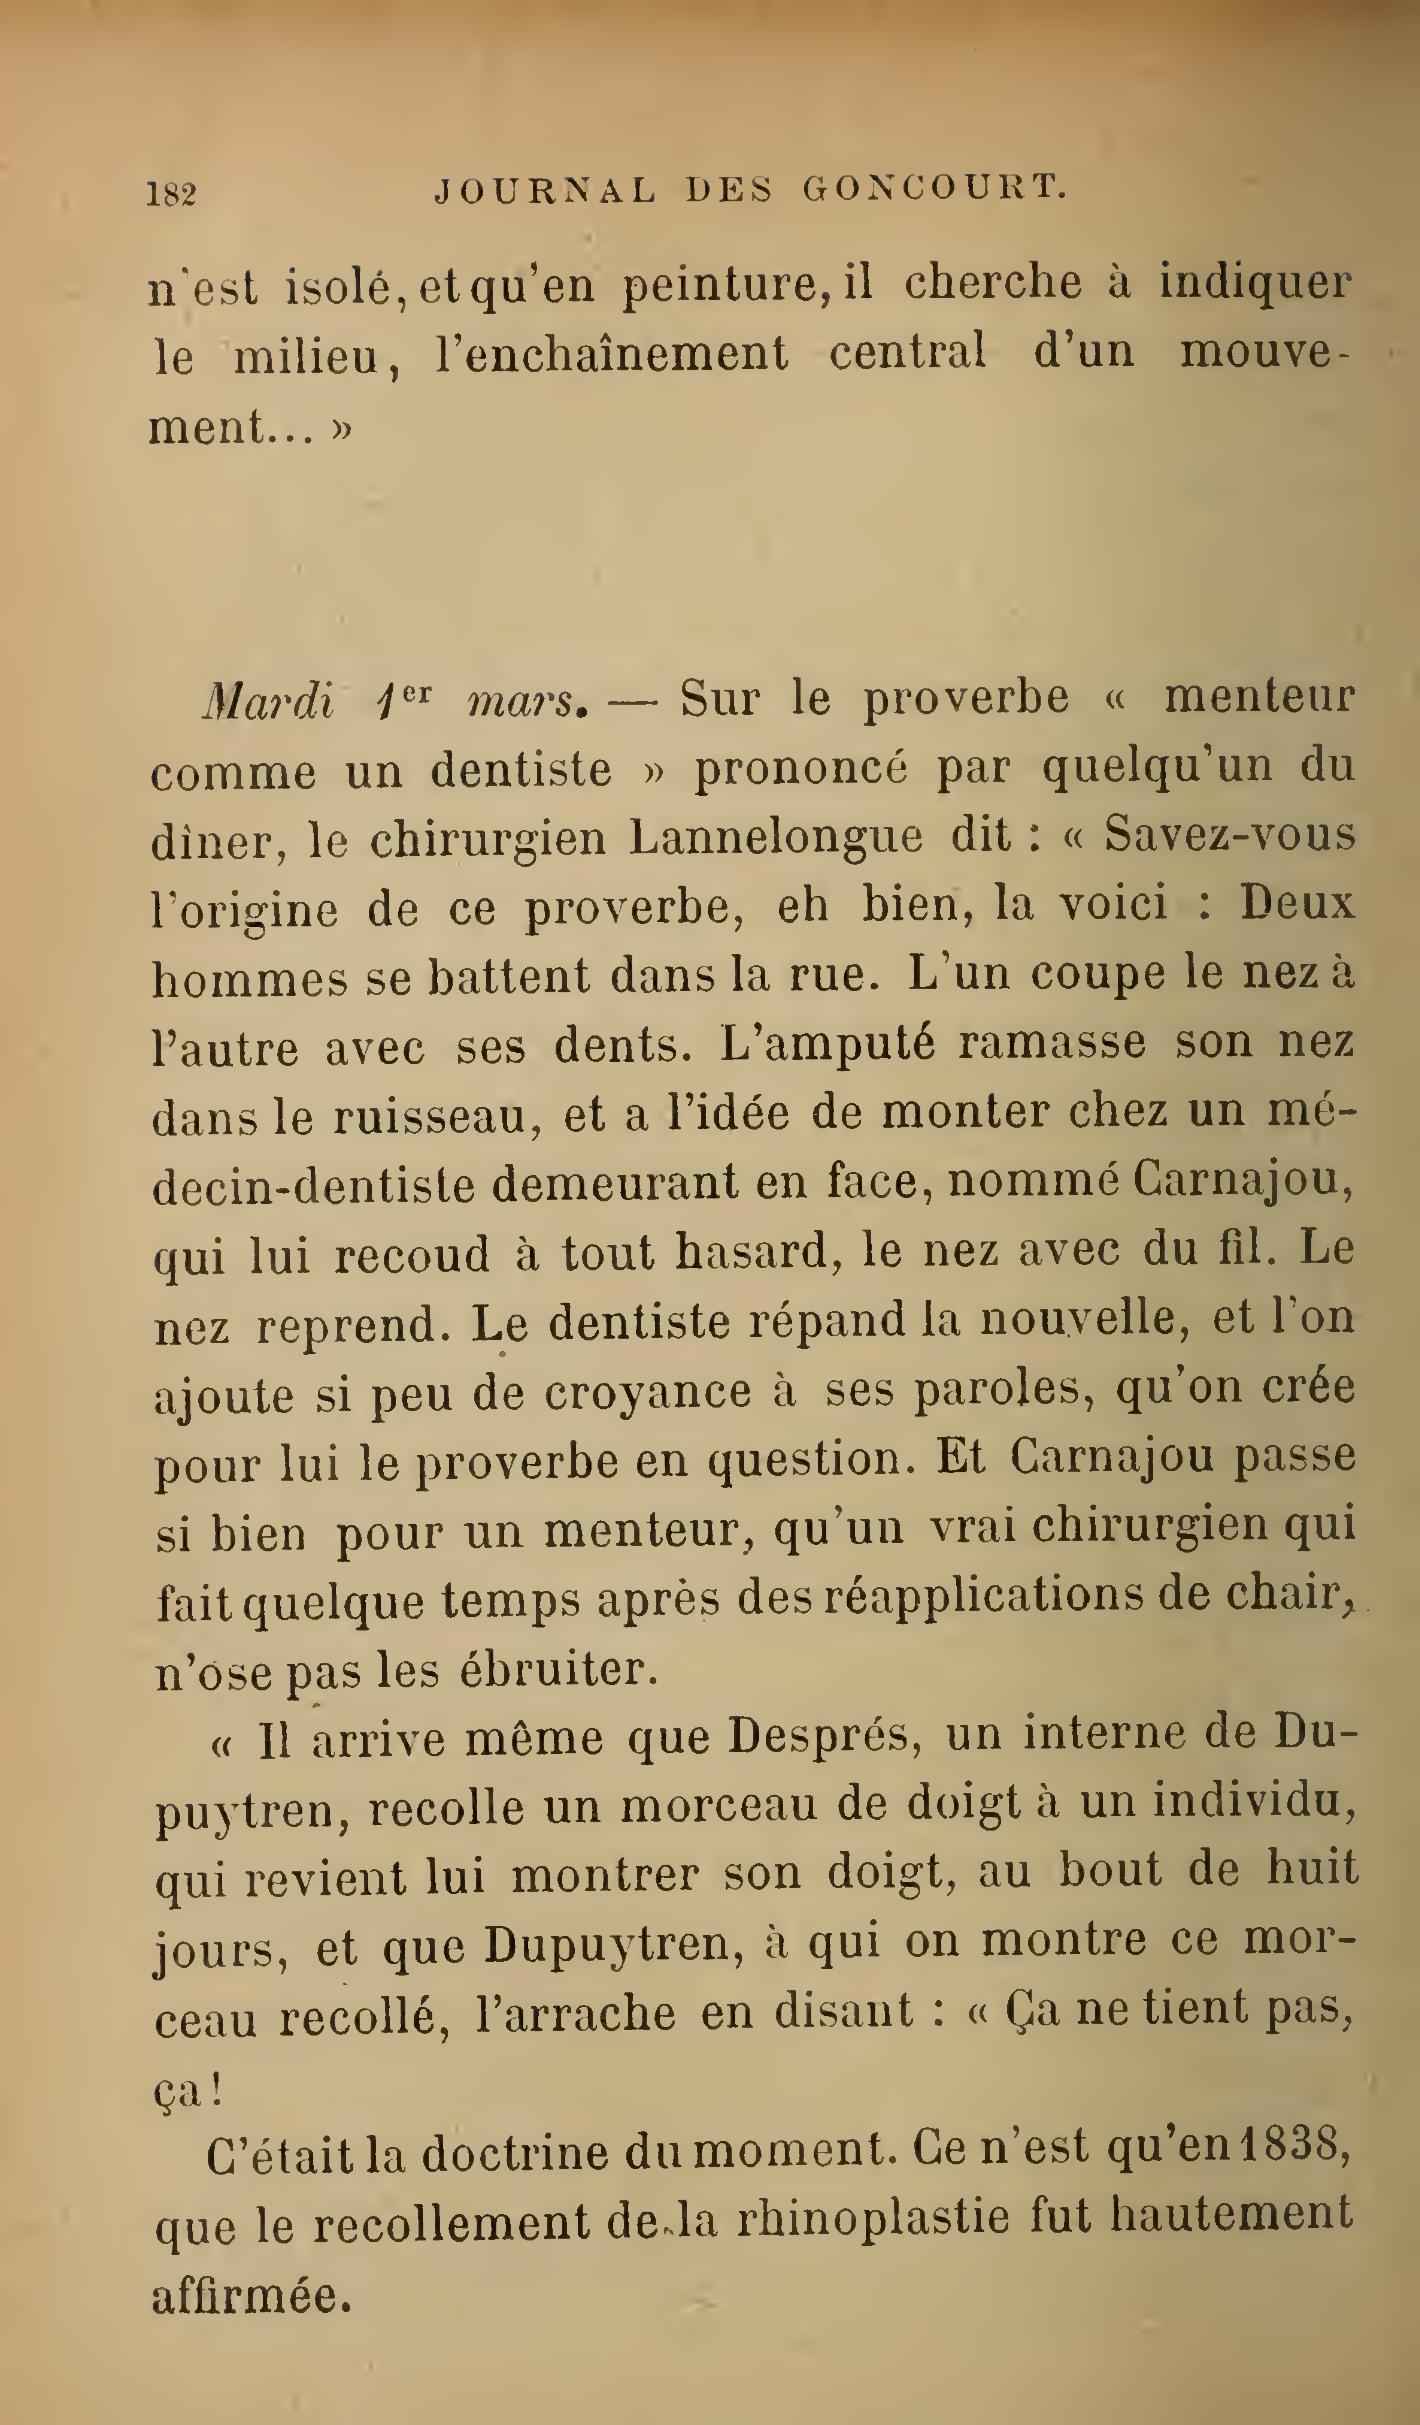 182 JOURNAL DES GONCOURT.
n'est isolé, et qu'en peinture, il cherche à indiquer
le milieu, l'enchaînement central d'un mouve-
ment... »
Mardi 1er mars. — Sur le proverbe « menteur
comme un dentiste » prononcé par quelqu'un du
dîner, le chirurgien Lannelongue dit : « Savez-vous
l'origine de ce proverbe, eh bien, la voici : Deux
hommes se battent dans la rue. L'un coupe le nez à
l'autre avec ses dents. L'amputé ramasse son nez
dans le ruisseau, et a l'idée de monter chez un mé-
decin-dentiste demeurant en face, nommé Carnajou,
qui lui recoud à tout hasard, le nez avec du fil. Le
nez reprend. Le dentiste répand la nouvelle, et l'on
ajoute si peu de croyance à ses paroles, qu'on crée
pour lui le proverbe en question. Et Carnajou passe
si bien pour un menteur, qu'un vrai chirurgien qui
fait quelque temps après des réapplications de chair,
n'ose pas les ébruiter.
« Il arrive même que Després, un interne de Du-
puytren, recolle un morceau de doigt à un individu,
qui revient lui montrer son doigt, au bout de huit
jours, et que Dupuytren, à qui on montre ce mor-
ceau recollé, l'arrache en disant : « Ça ne tient pas,
ça !
C'était la doctrine du moment. Ce n'est qu'en 1838,
que le recollement de la rhinoplastie fut hautement
affirmée.